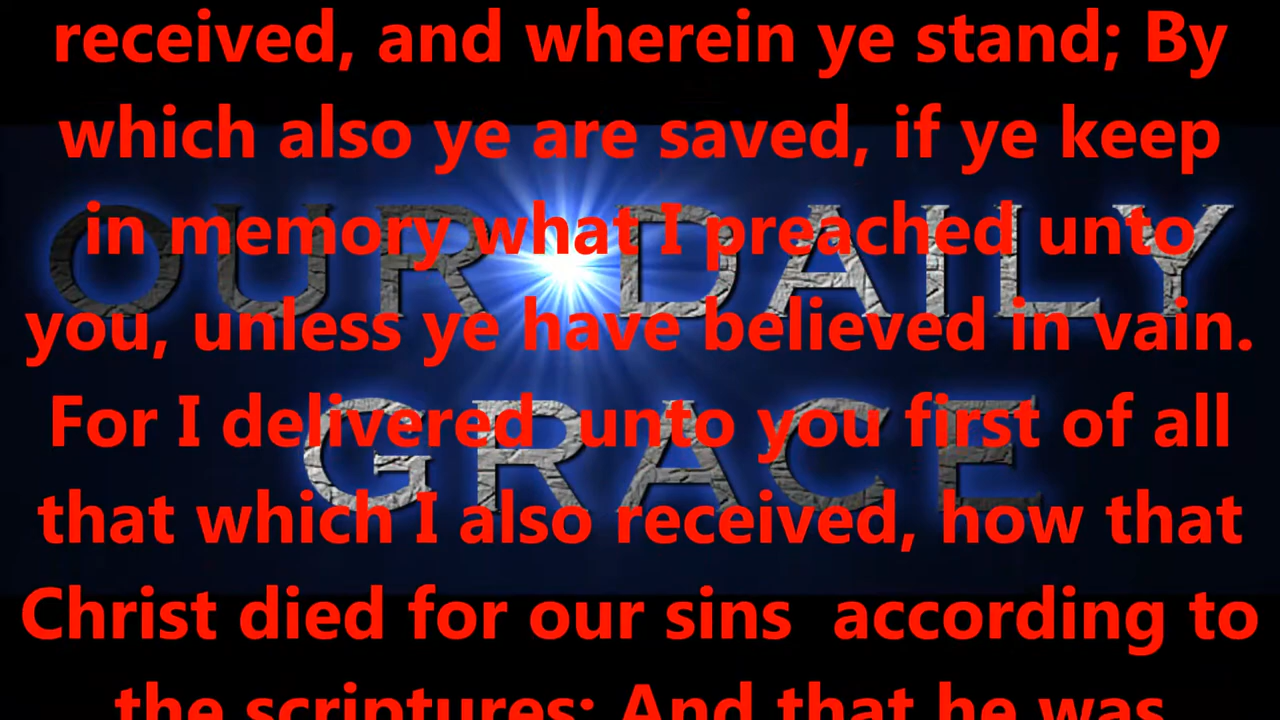 received, and wherein ye stand; By
which also ye are saved, if ye keep
in memory what I preached unto
OUR DAILY
you, unless ye have believed in vain.
For I delivered  unto you first of all
GRACE
that which I also received, how that
Christ died for our sins  according to
the scriptures; And that he was